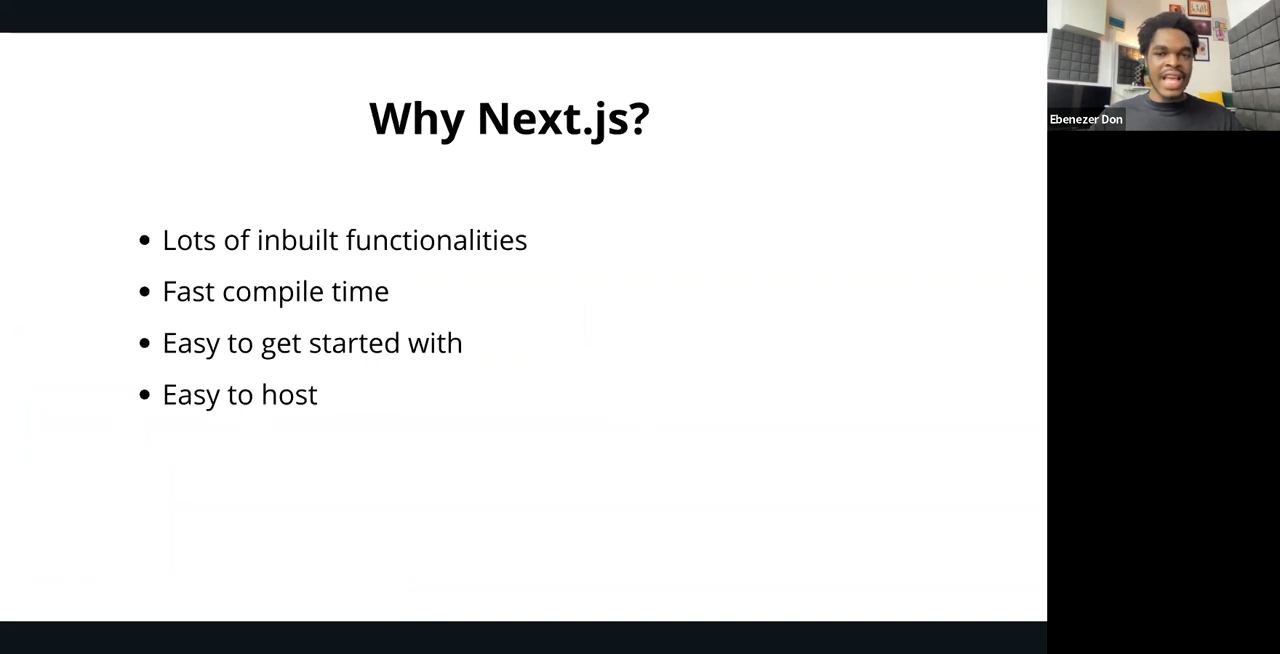 Why Next.js?
Lots of inbuilt functionalities
Fast compile time
Easy to get started with
Easy to host
Ebenezer Don